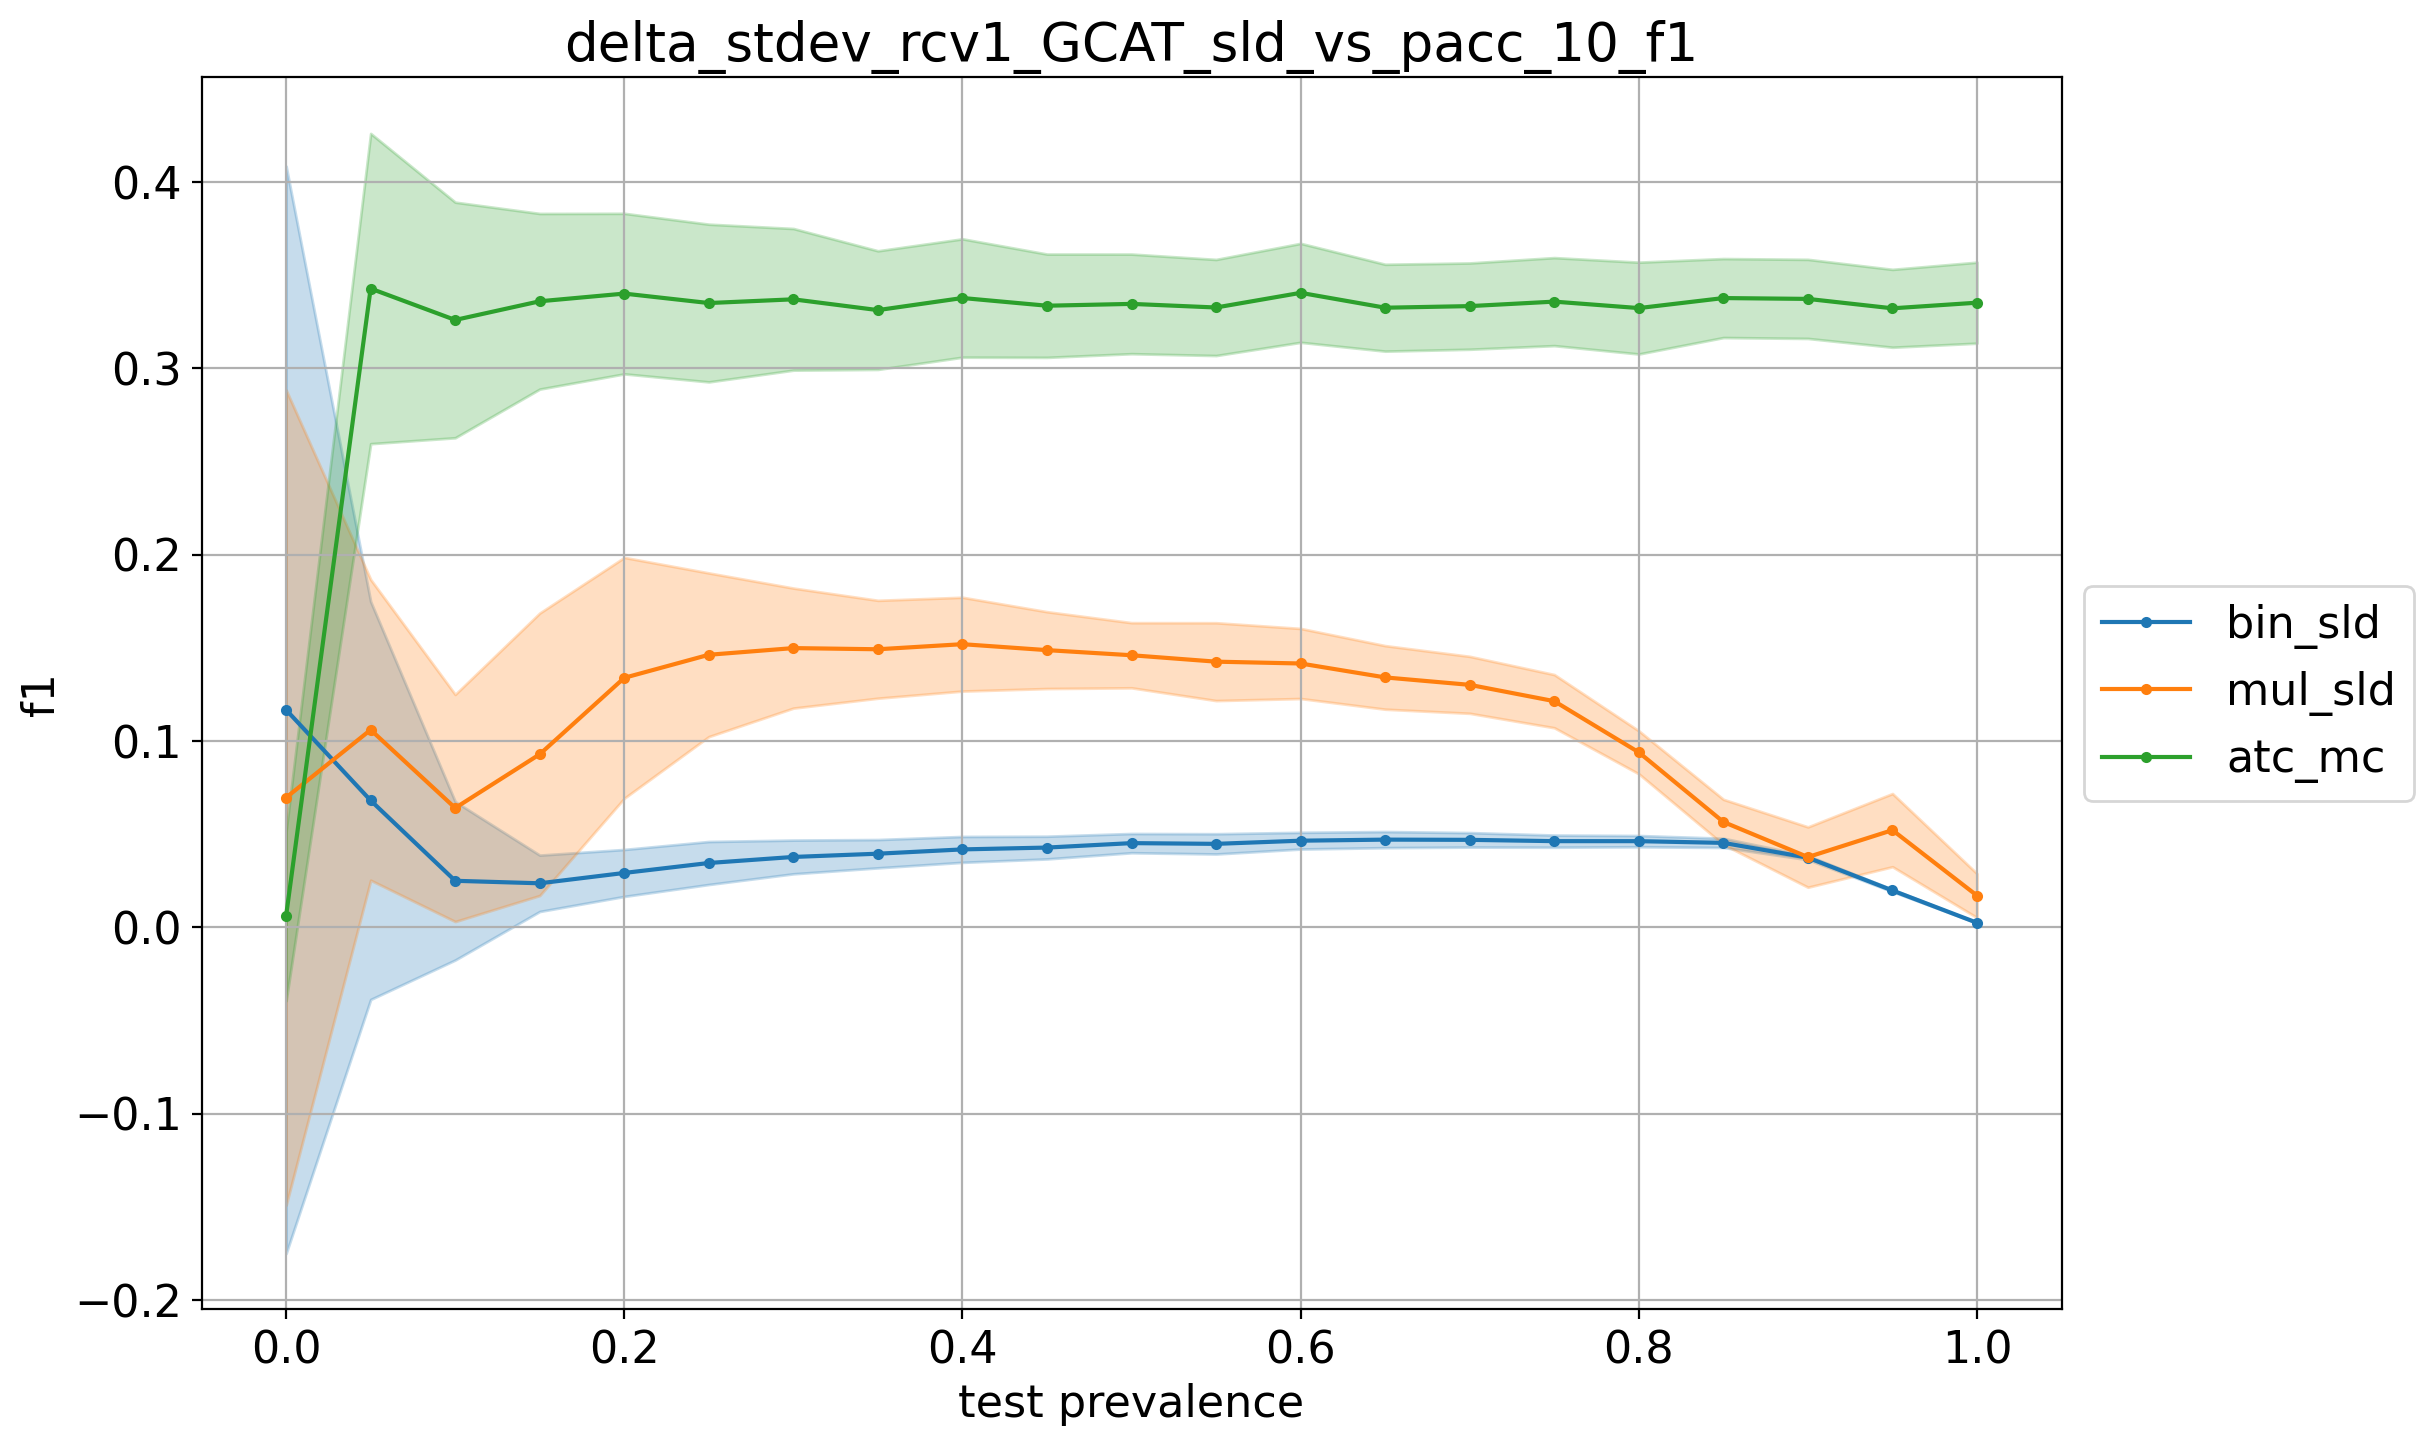 delta_stdev_rcv1_GCAT_sld_vs_pacc_10_f1
f1
0.4
0.3
0.2
0.1
0.0
−0.1
−0.2
0.0 0.2 0.4 0.6 0.8 1.0
test prevalence
bin_sld
mul_sld
atc_mc